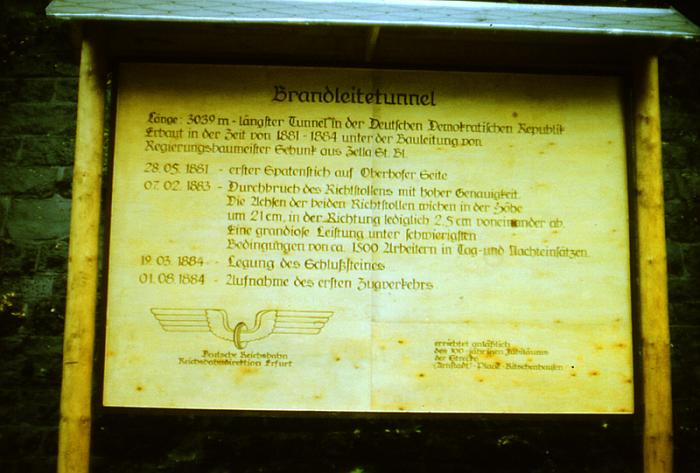 Brandleitetunnel
Länge: 3039 m - längster Tunnel in der Deutschen Demokratischen Republik
Erbaut in der Zeit von 1881 - 1884 unter der Bauleitung von
Regierungsbaumeister Gebunk aus Zella St. Bl.
28. 05. 1881 - erster Spatenstich auf Oberhofer Seite
07. 02. 1883 - Durchbruch des Richtstollens mit hoher Genauigkeit.
Die Achsen der beiden Richtstollen wichen in der Höhe
um 21 cm, in der Richtung lediglich 2,5 cm voneinander ab.
Eine grandiose Leistung unter schwierigsten
Bedingungen von ca. 1500 Arbeitern in Tag- und Nachteinsätzen.
19. 03. 1884 - Legung des Schlußsteines
01. 08. 1884 - Aufnahme des ersten Zugverkehrs
Deutsche Reichsbahn
Reichsbahndirektion Erfurt
errichtet anläßlich
des 100-jährigen Jubiläums
der Strecke
(Arnstadt) - Plaue - Ritschenhausen